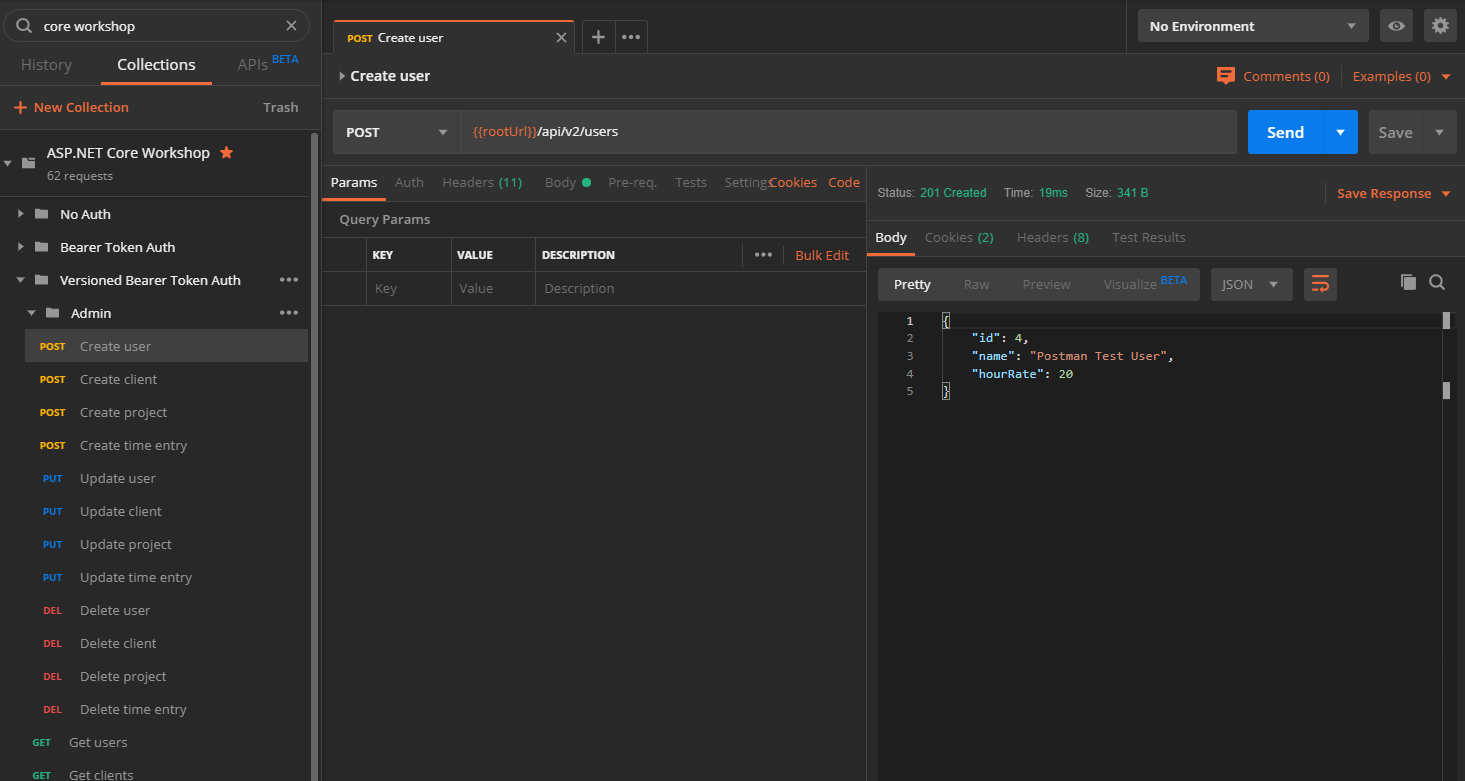 core workshop
History Collections APIs BETA
New Collection Trash
ASP.NET Core Workshop
62 requests
No Auth
Bearer Token Auth
Versioned Bearer Token Auth
Admin
POST Create user
POST Create client
POST Create project
POST Create time entry
PUT Update user
PUT Update client
PUT Update project
PUT Update time entry
DEL Delete user
DEL Delete client
DEL Delete project
DEL Delete time entry
GET Get users
GET Get clients
POST Create user
No Environment
Create user
Comments (0) Examples (0)
POST {{rootUrl}}/api/v2/users Send Save
Params Auth Headers (11) Body Pre-req. Tests Settings Cookies Code
Query Params
KEY VALUE DESCRIPTION Bulk Edit
Key Value Description
Status: 201 Created Time: 19ms Size: 341 B Save Response
Body Cookies (2) Headers (8) Test Results
Pretty Raw Preview Visualize BETA JSON
1 {
2 "id": 4,
3 "name": "Postman Test User",
4 "hourRate": 20
5 }